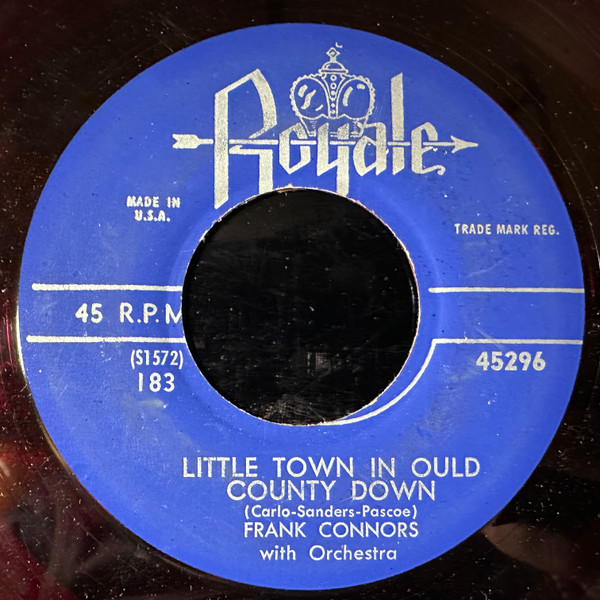 Royale
MADE IN
U.S.A.
TRADE MARK REG.
45 R.P.M
(S1572)
183
45296
LITTLE TOWN IN OULD
COUNTY DOWN
(Carlo-Sanders-Pascoe)
FRANK CONNORS
with Orchestra